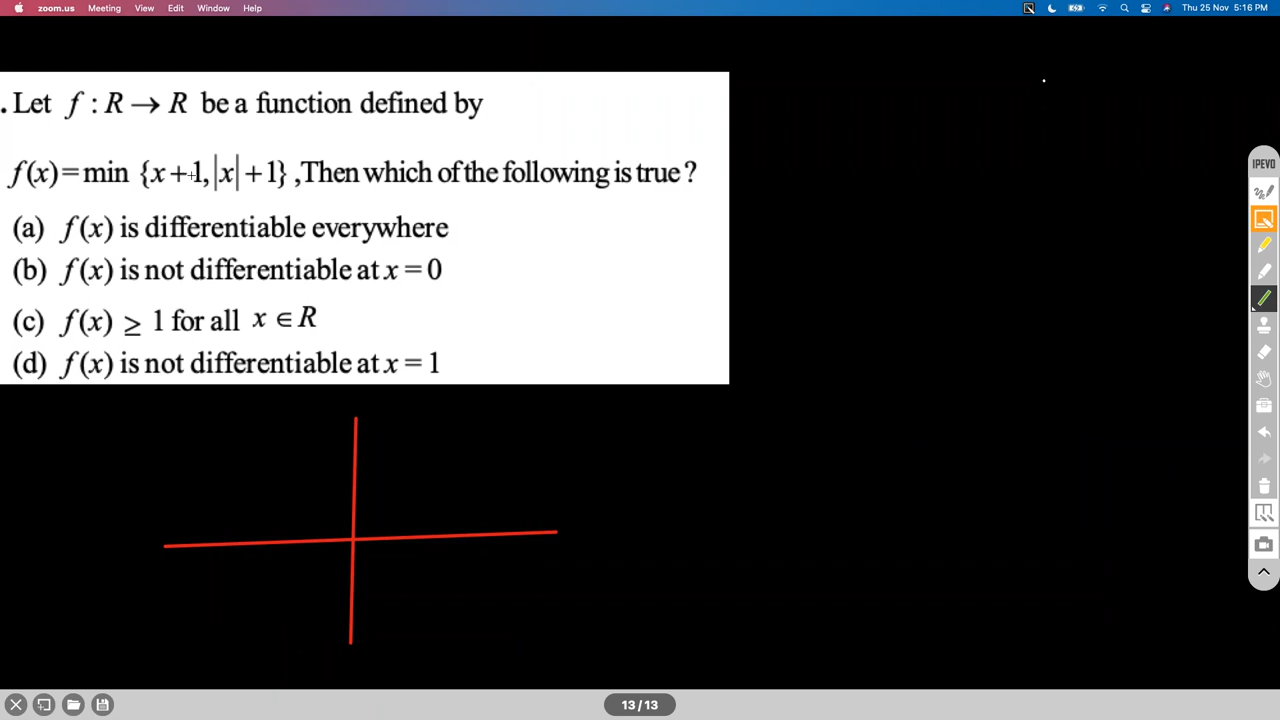 zoom.us Meeting View Edit Window Help Thu 25 Nov 5:16 PM
. Let f : R → R be a function defined by
f(x)=min {x+1,|x|+1} ,Then which of the following is true ?
(a) f(x) is differentiable everywhere
(b) f(x) is not differentiable at x = 0
(c) f(x) ≥ 1 for all x ∈ R
(d) f(x) is not differentiable at x = 1
IPEVO
13 / 13